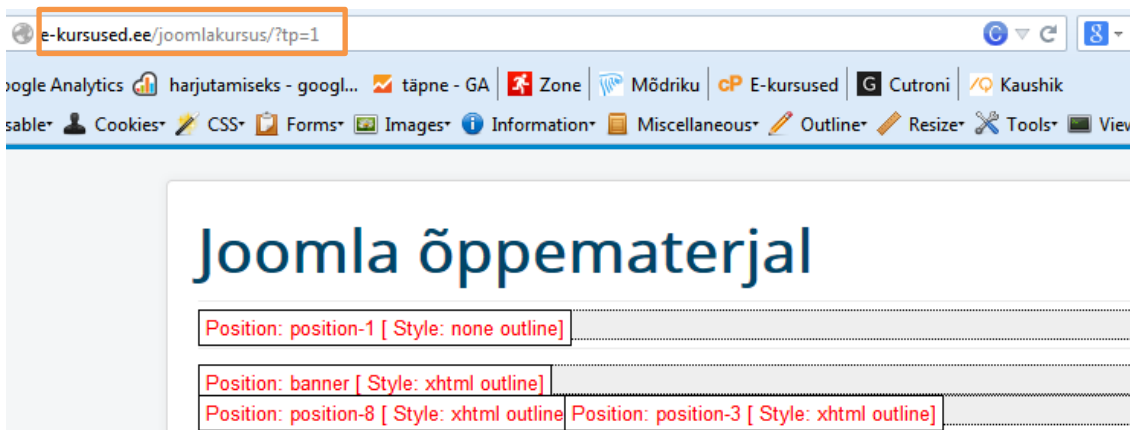 e-kursused.ee/joomlakursus/?tp=1
oogle Analytics harjutamiseks - googl... täpne - GA Zone Mõdriku cP E-kursused G Cutroni Kaushik
sable Cookies CSS Forms Images Information Miscellaneous Outline Resize Tools View
Joomla õppematerjal
Position: position-1 [ Style: none outline]
Position: banner [ Style: xhtml outline]
Position: position-8 [ Style: xhtml outline Position: position-3 [ Style: xhtml outline]